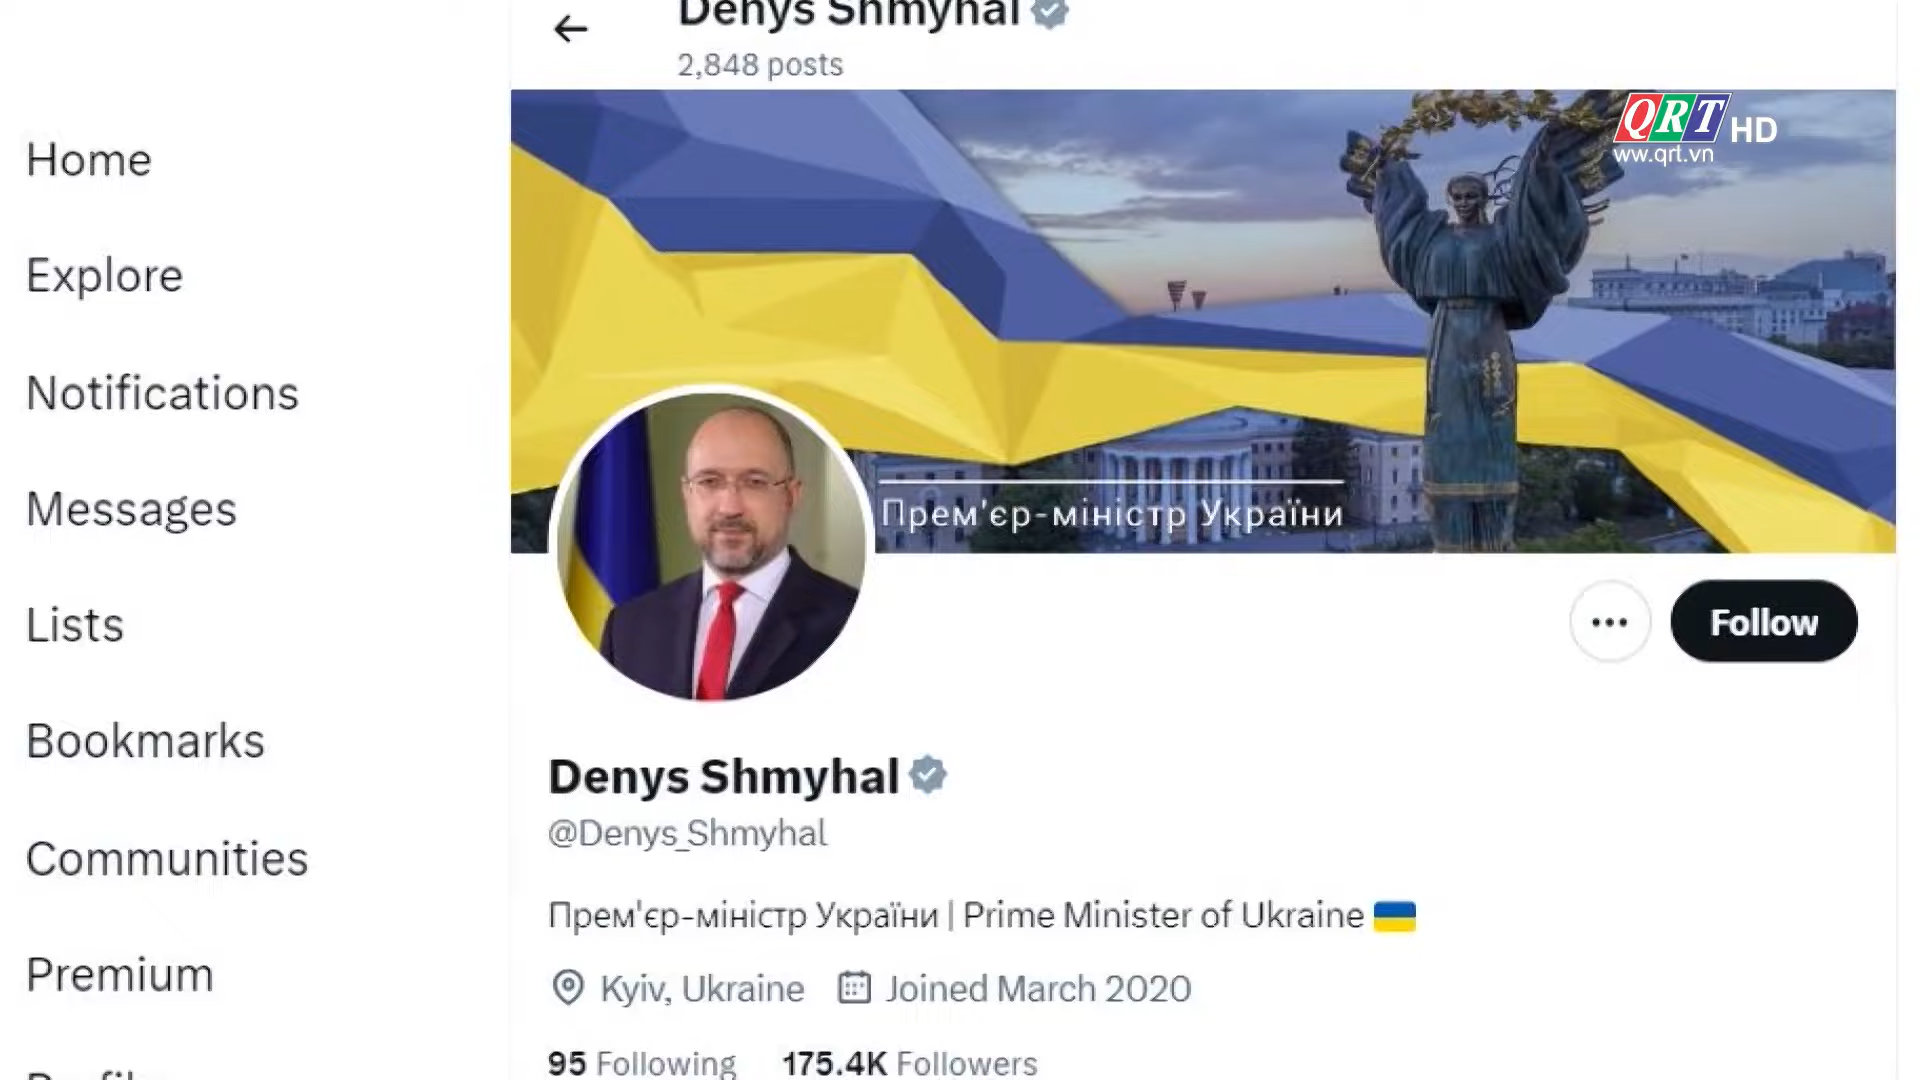 Denys Shmyhal
2,848 posts
QRT HD
ww.qrt.vn
Home
Explore
Notifications
Messages
Lists
Bookmarks
Communities
Premium
Прем'єр-міністр України
Follow
Denys Shmyhal
@Denys_Shmyhal
Прем'єр-міністр України | Prime Minister of Ukraine
Kyiv, Ukraine Joined March 2020
95 Following 175.4K Followers